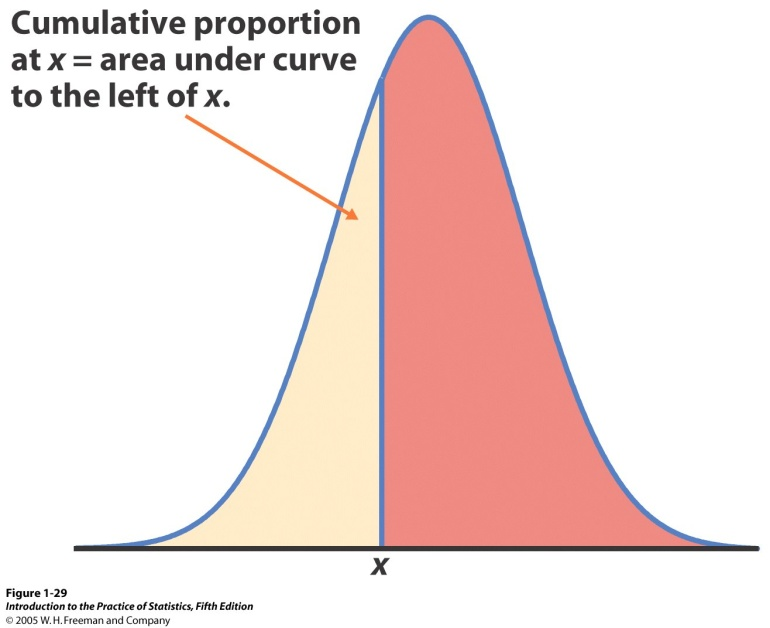 Cumulative proportion
at x = area under curve
to the left of x.
x
Figure 1-29
Introduction to the Practice of Statistics, Fifth Edition
© 2005 W. H. Freeman and Company